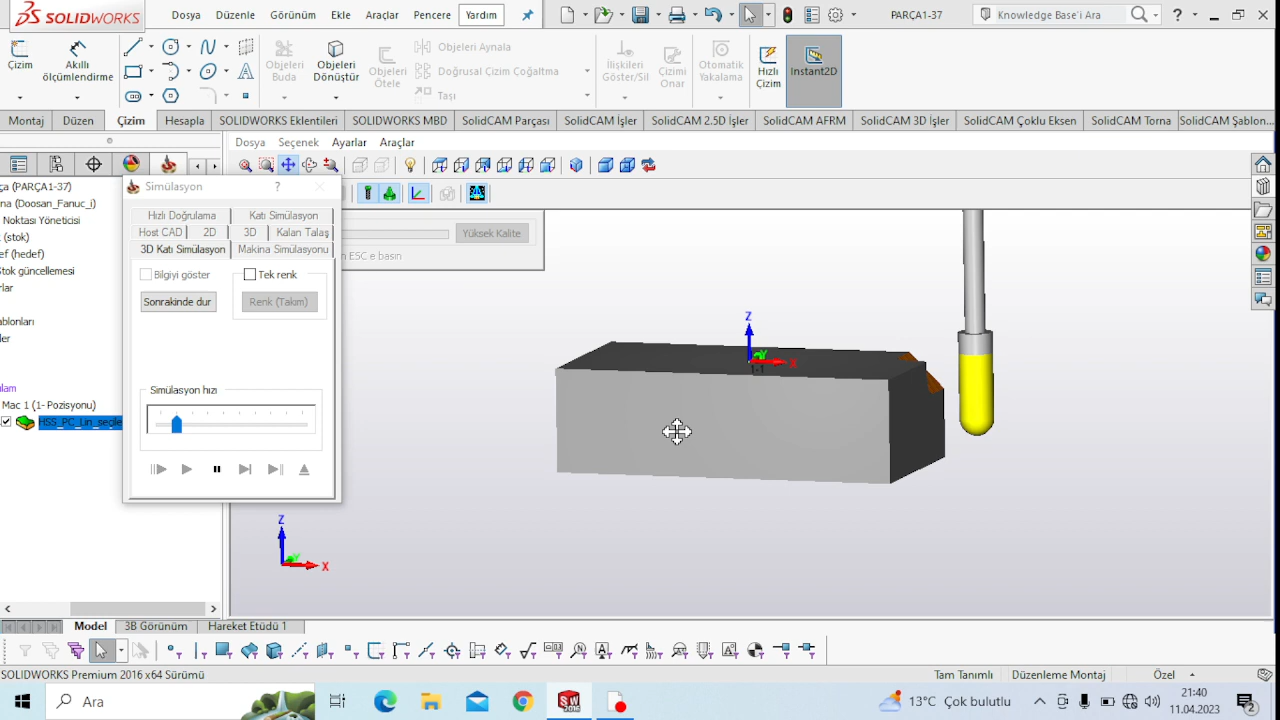 SOLIDWORKS
Dosya Düzenle Görünüm Ekle Araçlar Pencere Yardım
PARÇA1-37
Knowledge Base'i Ara
Çizim
Akıllı ölçümlendirme
Objeleri Buda
Objeleri Dönüştür
Objeleri Ötele
Objeleri Aynala
Doğrusal Çizim Çoğaltma
Taşı
İlişkileri Göster/Sil
Çizimi Onar
Otomatik Yakalama
Hızlı Çizim
Instant2D
Montaj Düzen Çizim Hesapla SOLIDWORKS Eklentileri SOLIDWORKS MBD SolidCAM Parçası SolidCAM İşler SolidCAM 2.5D İşler SolidCAM AFRM SolidCAM 3D İşler SolidCAM Çoklu Eksen SolidCAM Torna SolidCAM Şablon...
Dosya Seçenek Ayarlar Araçlar
ça (PARÇA1-37)
na (Doosan_Fanuc_i)
Noktası Yöneticisi
k (stok)
ef (hedef)
tok güncellemesi
rlar
ablonları
ler
lam
Mac 1 (1- Pozisyonu)
HSS_PC_Lin_seçile
Simülasyon
?
Hızlı Doğrulama Katı Simülasyon
Host CAD 2D 3D Kalan Talaş
3D Katı Simülasyon Makina Simülasyonu
Bilgiyi göster
Tek renk
Sonrakinde dur
Renk (Takım)
Simülasyon hızı
Yüksek Kalite
n ESC e basın
Z
Y
X
1-1
Z
Y
X
Model 3B Görünüm Hareket Etüdü 1
SOLIDWORKS Premium 2016 x64 Sürümü
Tam Tanımlı Düzenleme Montaj Özel
Ara
13°C Çok bulutlu
21:40
11.04.2023
2